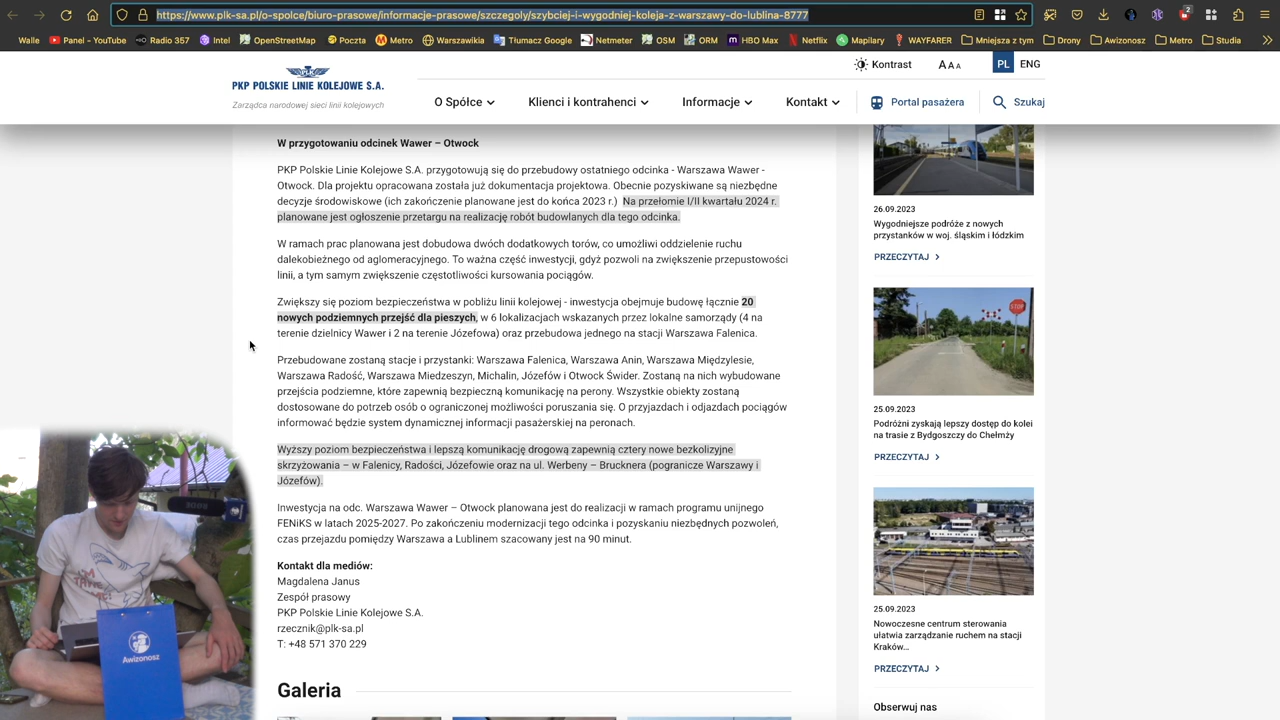 https://www.plk-sa.pl/o-spolce/biuro-prasowe/informacje-prasowe/szczegoly/mniej-i-bezpieczniej-koleja-z-warszawy-do-lublina-8777
2
Walle
Panel - YouTube
Radio 357
Intel
OpenStreetMap
Photos
Metro
Skyscrapercity
Tłumacz Google
Netmetr
OSM
ORM
HBO Max
Netflix
Mapilary
WAYFARER
Dron
Awizonosz
Metro z tym
Kontrast
A A A
PL ENG
PLK
PKP POLSKIE LINIE KOLEJOWE S.A.
Zarządca narodowej sieci linii kolejowych
O Spółce
Klienci i kontrahenci
Informacje
Kontakt
Portal pasażera
Szukaj
W przygotowaniu odcinek Wawer – Otwock
PKP Polskie Linie Kolejowe S.A. przygotowują się do przebudowy ostatniego odcinka - Warszawa Wawer -
Otwock. Dla projektu opracowana została już dokumentacja projektowa. Obecnie pozyskiwane są niezbędne
decyzje środowiskowe (ich zakończenie planowane jest do końca 2023 r.) Na przełomie I/II kwartału 2024 r.
planowane jest ogłoszenie przetargu na realizację robót budowlanych dla tego odcinka.
W ramach prac planowana jest dobudowa dwóch dodatkowych torów, co umożliwi oddzielenie ruchu
dalekobieżnego od aglomeracyjnego. To ważna część inwestycji, gdyż pozwoli na zwiększenie przepustowości
linii, a tym samym zwiększenie częstotliwości kursowania pociągów.
Zwiększy się poziom bezpieczeństwa w pobliżu linii kolejowej - inwestycja obejmuje budowę łącznie 20
nowych podziemnych przejść dla pieszych, w 6 lokalizacjach wskazanych przez lokalne samorządy (4 na
terenie dzielnicy Wawer i 2 na terenie Józefowa) oraz przebudowa jednego na stacji Warszawa Falenica.
Przebudowane zostaną stacje i przystanki: Warszawa Falenica, Warszawa Anin, Warszawa Międzylesie,
Warszawa Radość, Warszawa Miedzeszyn, Michalin, Józefów i Otwock Świder. Zostaną na nich wybudowane
przejścia podziemne, które zapewnią bezpieczną komunikację na perony. Wszystkie obiekty zostaną
dostosowane do potrzeb osób o ograniczonej możliwości poruszania się. O przyjazdach i odjazdach pociągów
informować będzie system dynamicznej informacji pasażerskiej na peronach.
Wyższy poziom bezpieczeństwa i lepszą komunikację drogową zapewnią cztery nowe bezkolizyjne
skrzyżowania – w Falenicy, Radości, Józefowie oraz na ul. Werbeny – Brucknera (pogranicze Warszawy i
Józefów).
Inwestycja na odc. Warszawa Wawer – Otwock planowana jest do realizacji w ramach programu unijnego
FENiKS w latach 2025-2027. Po zakończeniu modernizacji tego odcinka i pozyskaniu niezbędnych pozwoleń,
czas przejazdu pomiędzy Warszawa a Lublinem szacowany jest na 90 minut.
Kontakt dla mediów:
Magdalena Janus
Zespół prasowy
PKP Polskie Linie Kolejowe S.A.
rzecznik@plk-sa.pl
T: +48 571 370 229
Galeria
26.09.2023
Wygodniejsze podróże z nowych
przystanków w woj. śląskim i łódzkim
PRZECZYTAJ
STOP
25.09.2023
Podróżni zyskają lepszy dostęp do kolei
na trasie z Bydgoszczy do Chełmży
PRZECZYTAJ
25.09.2023
Nowoczesne centrum sterowania
ułatwia zarządzanie ruchem na stacji
Kraków...
PRZECZYTAJ
Obserwuj nas
RODE
Awizonosz